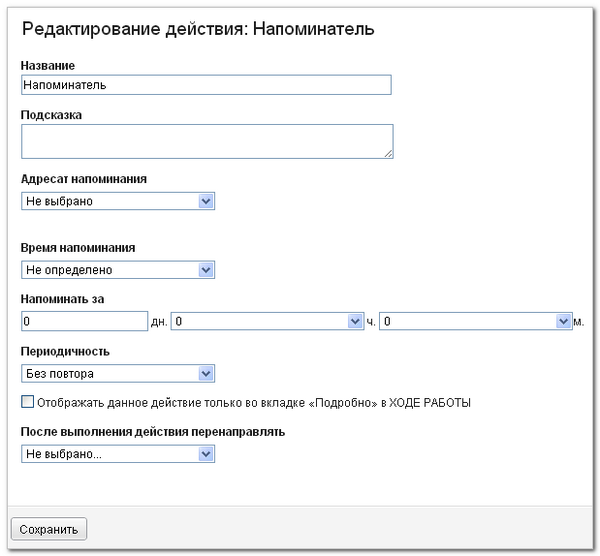 Редактирование действия: Напоминатель
Название
Напоминатель
Подсказка
Адресат напоминания
Не выбрано
Время напоминания
Не определено
Напоминать за
0 дн. 0 ч. 0 м.
Периодичность
Без повтора
Отображать данное действие только во вкладке «Подробно» в ХОДЕ РАБОТЫ
После выполнения действия перенаправлять
Не выбрано...
Сохранить